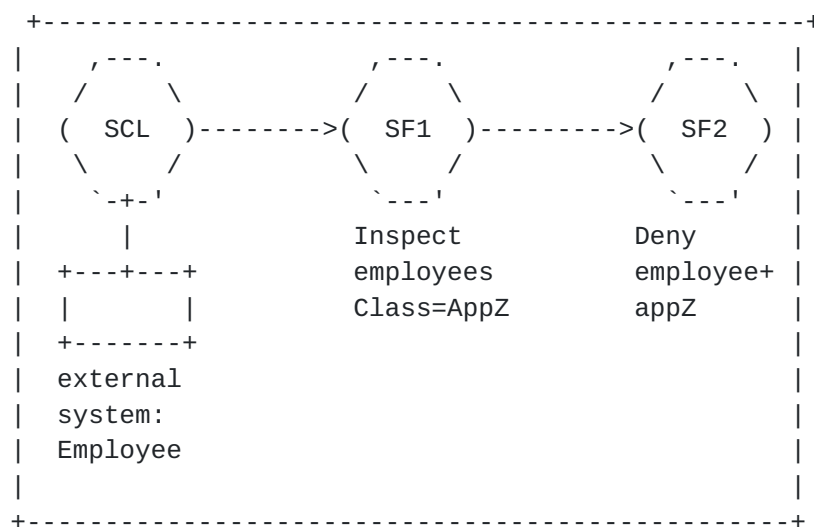 SCL SF1 SF2
Inspect Deny
employees employee+
Class=AppZ appZ
external
system:
Employee